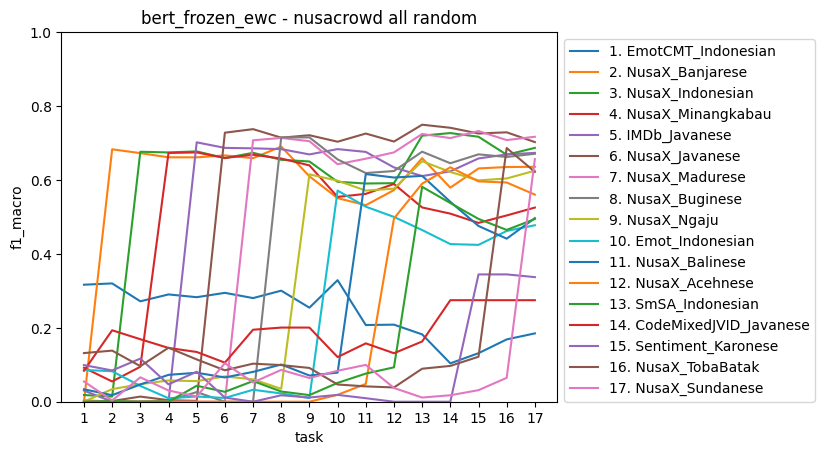 bert_frozen_ewc - nusacrowd all random
f1_macro
1.0
0.8
0.6
0.4
0.2
0.0
1 2 3 4 5 6 7 8 9 10 11 12 13 14 15 16 17
task
1. EmotCMT_Indonesian
2. NusaX_Banjarese
3. NusaX_Indonesian
4. NusaX_Minangkabau
5. IMDb_Javanese
6. NusaX_Javanese
7. NusaX_Madurese
8. NusaX_Buginese
9. NusaX_Ngaju
10. Emot_Indonesian
11. NusaX_Balinese
12. NusaX_Acehnese
13. SmSA_Indonesian
14. CodeMixedJVID_Javanese
15. Sentiment_Karonese
16. NusaX_TobaBatak
17. NusaX_Sundanese